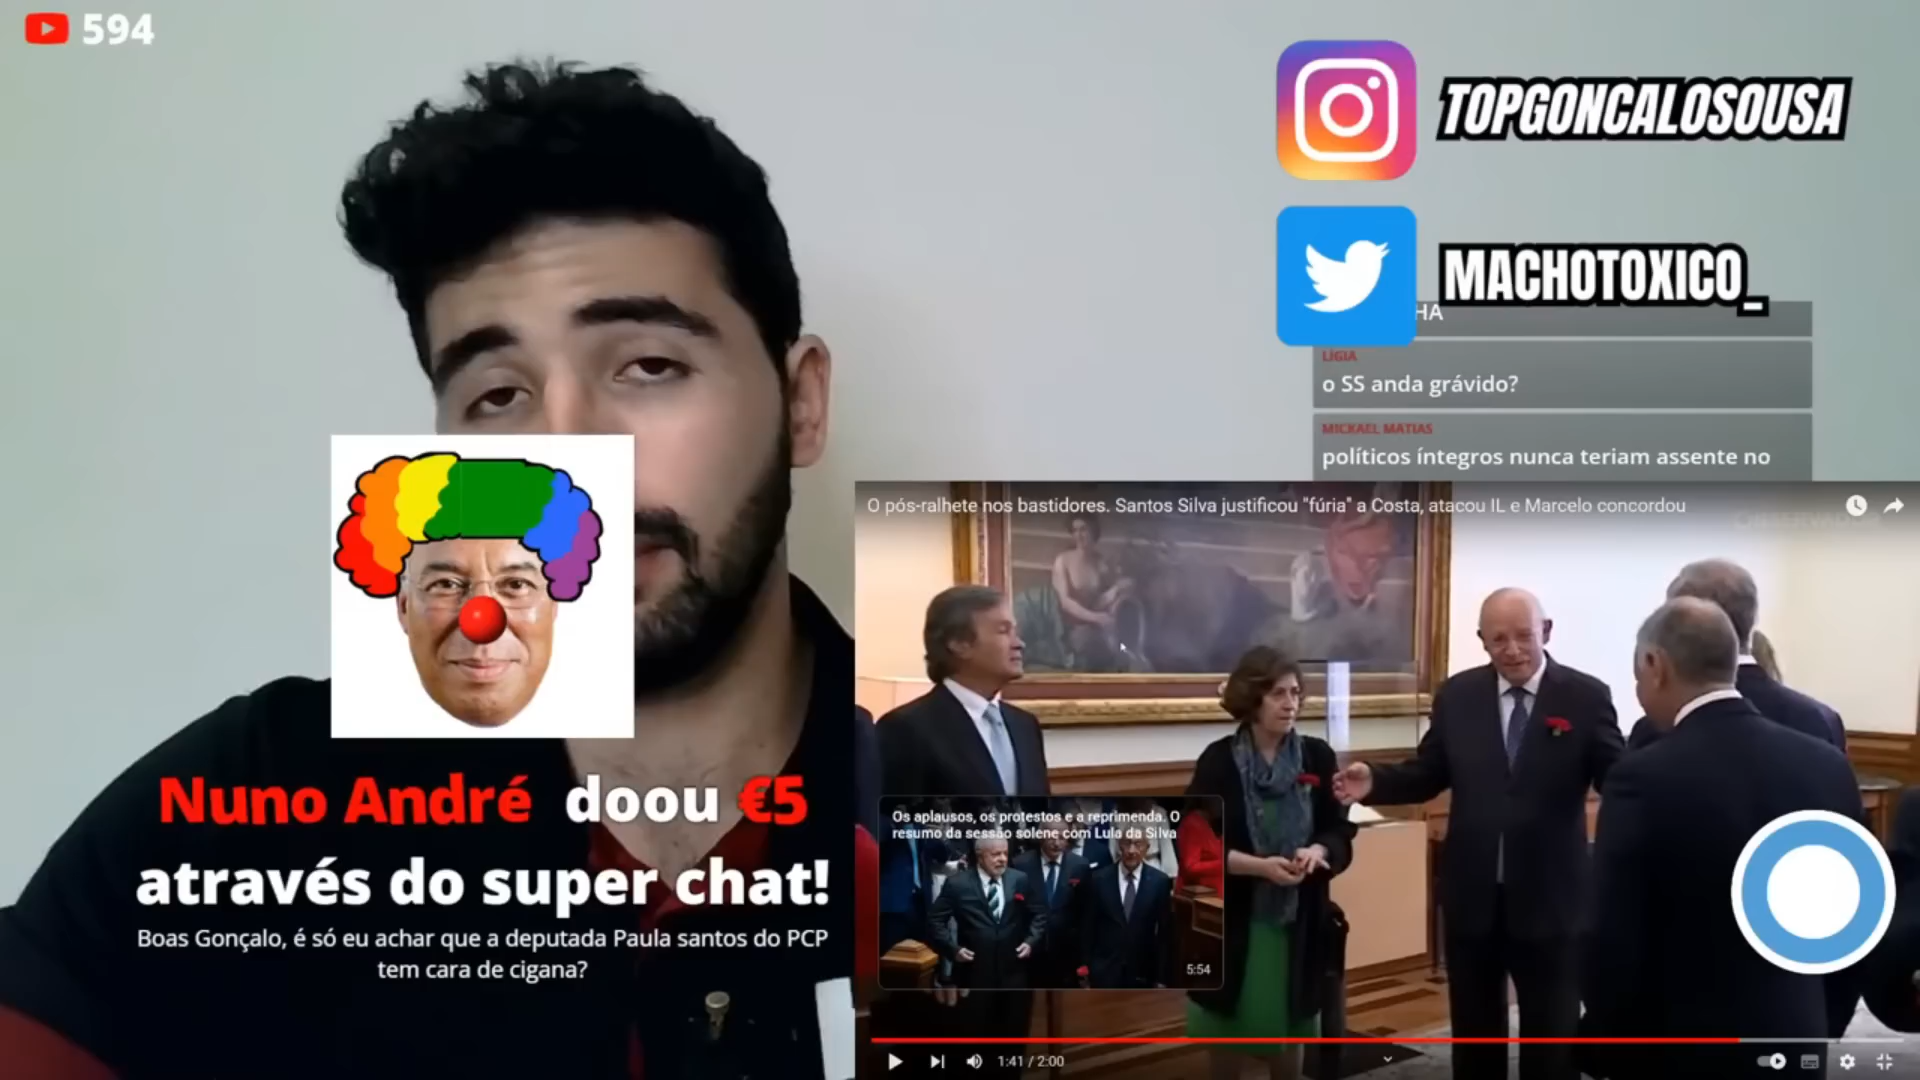 594
TOPGONCALOSOUSA
MACHOTOXICO_
HA
LÍGIA
o SS anda grávido?
MICKAEL MATIAS
políticos íntegros nunca teriam assente no
O pós-ralhete nos bastidores. Santos Silva justificou "fúria" a Costa, atacou IL e Marcelo concordou
Os aplausos, os protestos e a reprimenda. O
resumo da sessão solene com Lula da Silva
5:54
1:41 / 2:00
Nuno André doou €5
através do super chat!
Boas Gonçalo, é só eu achar que a deputada Paula santos do PCP
tem cara de cigana?